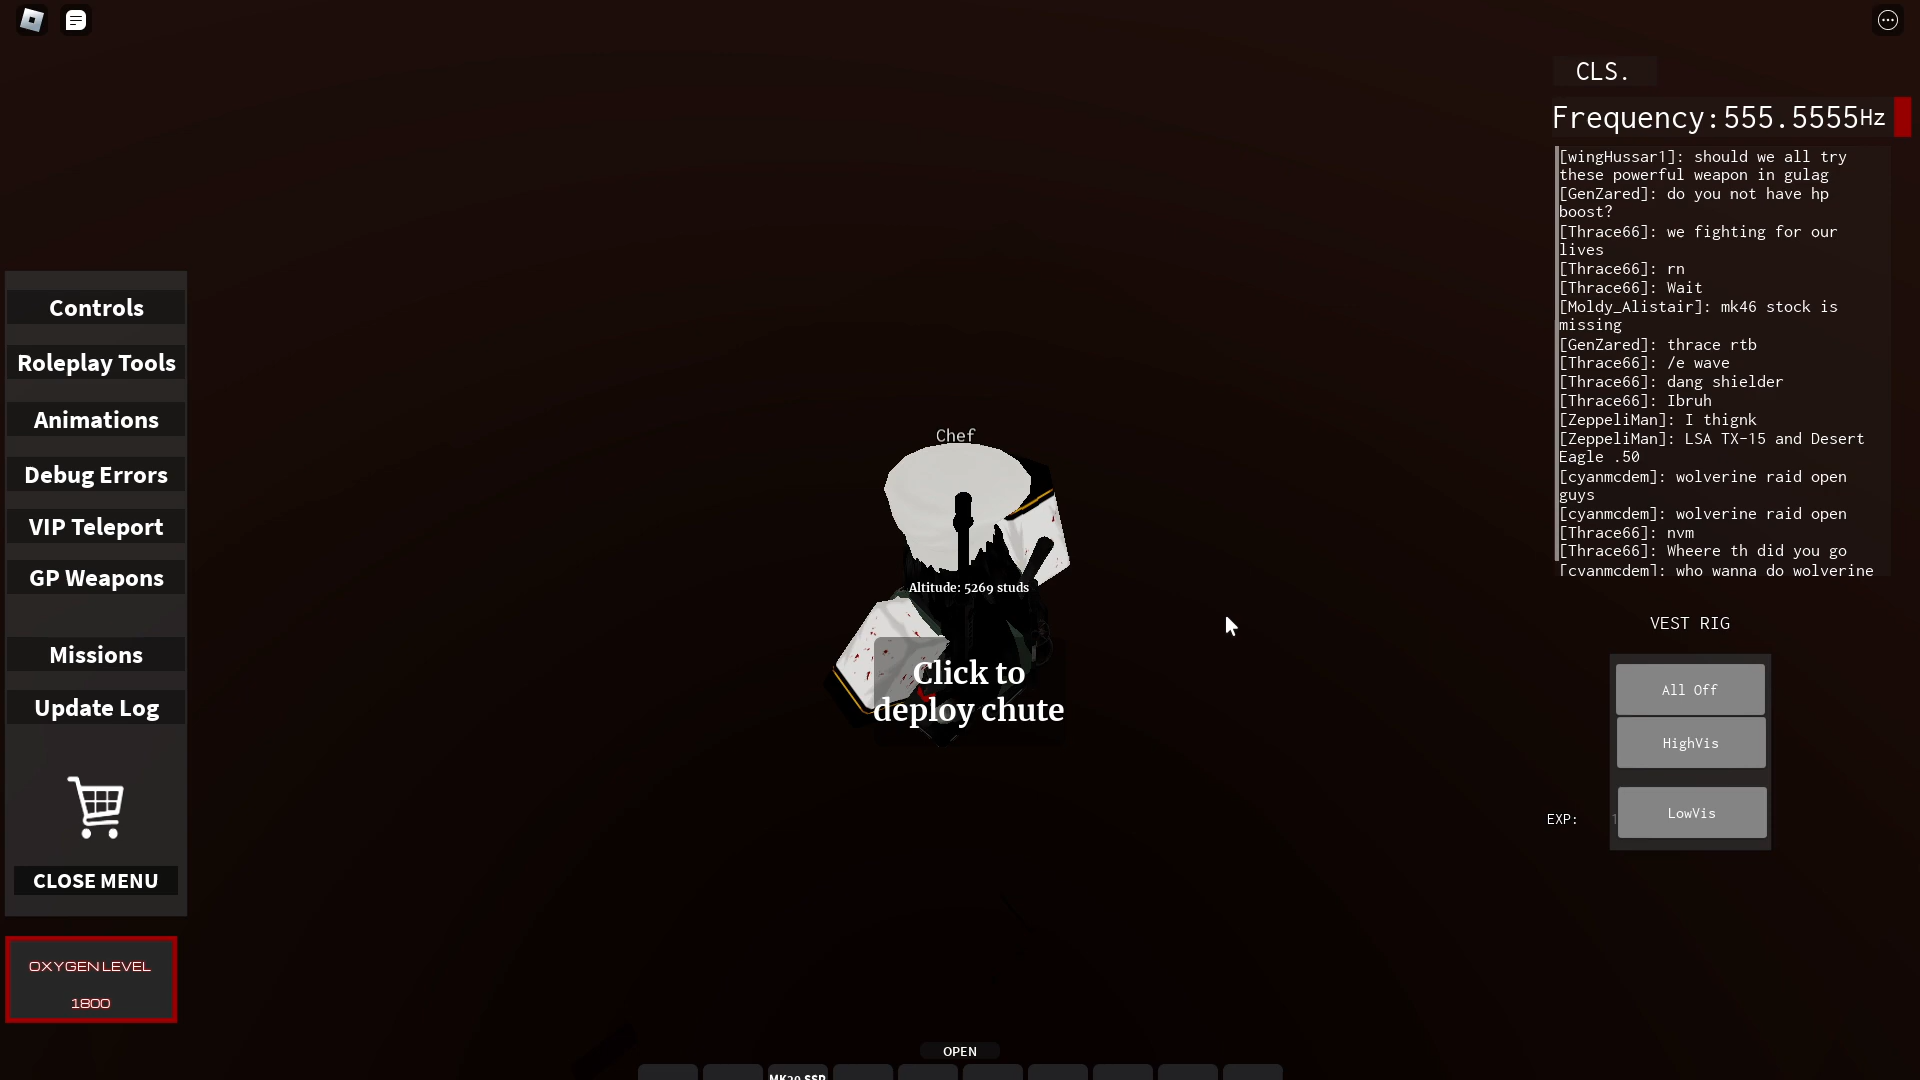 CLS.
Frequency:555.5555Hz
[wingHussar1]: should we all try
these powerful weapon in gulag
[GenZared]: do you not have hp
boost?
[Thrace66]: we fighting for our
lives
[Thrace66]: rn
[Thrace66]: Wait
[Moldy_Alistair]: mk46 stock is
missing
[GenZared]: thrace rtb
[Thrace66]: /e wave
[Thrace66]: dang shielder
[Thrace66]: Ibruh
[ZeppeliMan]: I thignk
[ZeppeliMan]: LSA TX-15 and Desert
Eagle .50
[cyanmcdem]: wolverine raid open
guys
[cyanmcdem]: wolverine raid open
[Thrace66]: nvm
[Thrace66]: Wheere th did you go
[cyanmcdem]: who wanna do wolverine
Controls
Roleplay Tools
Animations
Debug Errors
VIP Teleport
GP Weapons
Missions
Update Log
CLOSE MENU
OXYGEN LEVEL
1800
Chef
Altitude: 5269 studs
Click to
deploy chute
VEST RIG
All Off
HighVis
LowVis
EXP:
OPEN
MK20 SSR